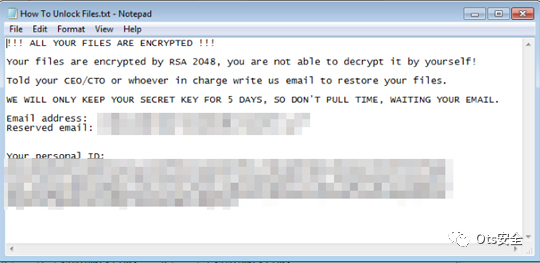 How To Unlock Files.txt - Notepad
File Edit Format View Help
!!! ALL YOUR FILES ARE ENCRYPTED !!!
Your files are encrypted by RSA 2048, you are not able to decrypt it by yourself!
Told your CEO/CTO or whoever in charge write us email to restore your files.
WE WILL ONLY KEEP YOUR SECRET KEY FOR 5 DAYS, SO DON'T PULL TIME, WAITING YOUR EMAIL.
Email address:
Reserved email:
Your personal ID:
Ots安全